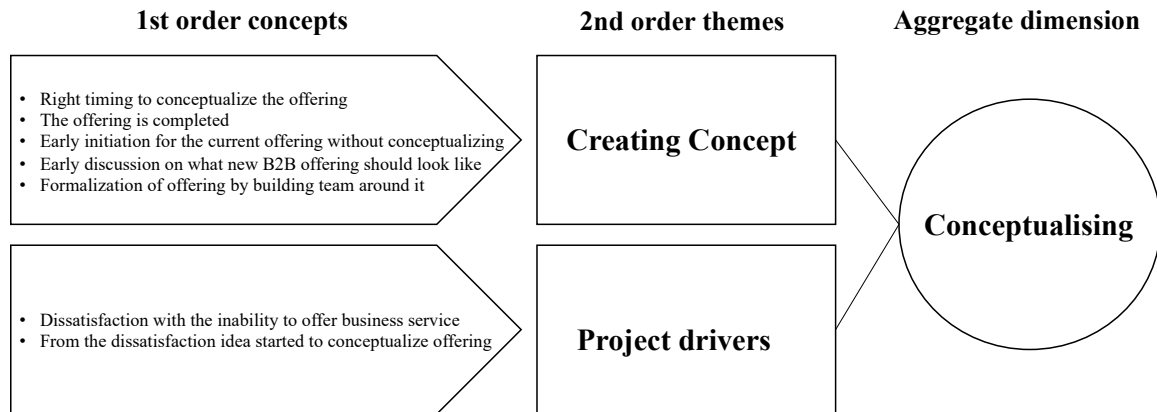 1st order concepts
2nd order themes
Aggregate dimension
• Right timing to conceptualize the offering
• The offering is completed
• Early initiation for the current offering without conceptualizing
• Early discussion on what new B2B offering should look like
• Formalization of offering by building team around it
Creating Concept
Conceptualising
• Dissatisfaction with the inability to offer business service
• From the dissatisfaction idea started to conceptualize offering
Project drivers